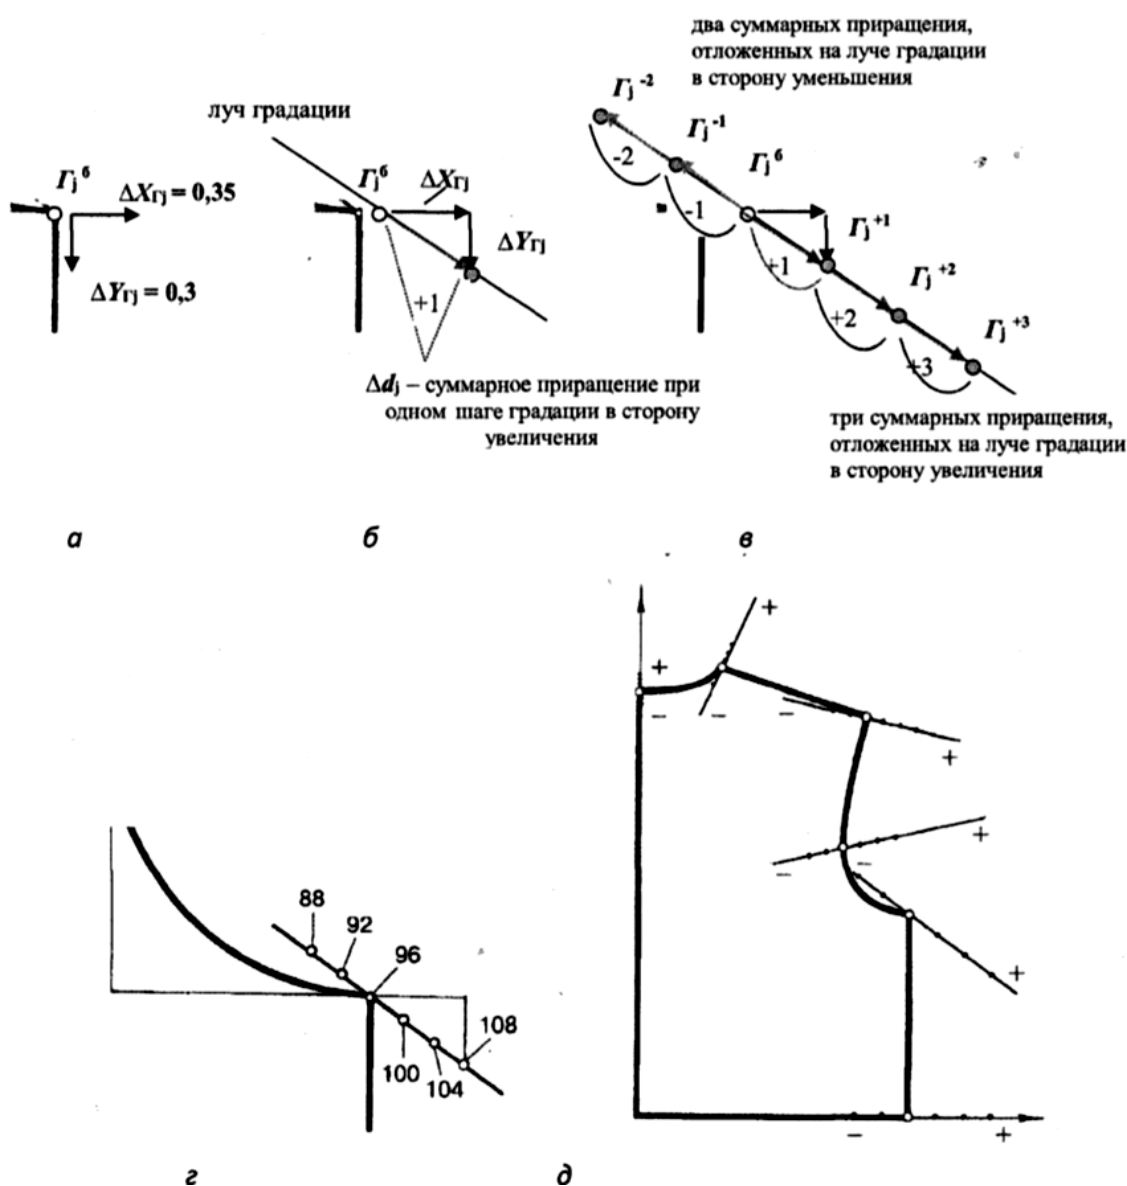 два суммарных приращения,
отложенных на луче градации
в сторону уменьшения
луч градации
Гj б
ΔXГj = 0,35
ΔYГj = 0,3
Гj б
ΔXГj
ΔYГj
+1
Δdj – суммарное приращение при
одном шаге градации в сторону
увеличения
Гj -2
Гj -1
Гj б
Гj +1
Гj +2
Гj +3
-2
-1
+1
+2
+3
три суммарных приращения,
отложенных на луче градации
в сторону увеличения
а
б
в
88
92
96
100
104
108
+
+
–
–
–
+
+
–
–
+
–
+
г
д